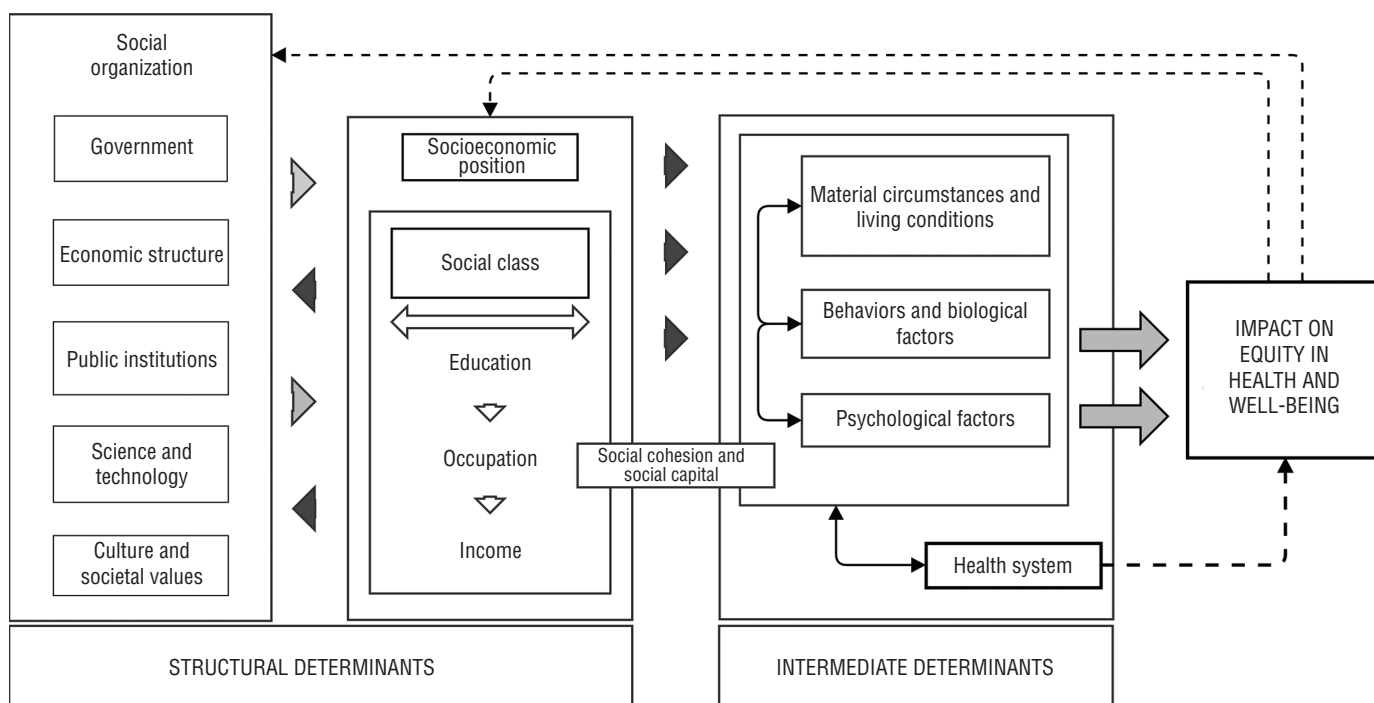 Social
organization
Government
Economic structure
Public institutions
Science and
technology
Culture and
societal values
Socioeconomic
position
Social class
Education
Occupation
Income
Social cohesion and
social capital
Material circumstances and
living conditions
Behaviors and biological
factors
Psychological factors
Health system
IMPACT ON
EQUITY IN
HEALTH AND
WELL-BEING
STRUCTURAL DETERMINANTS
INTERMEDIATE DETERMINANTS